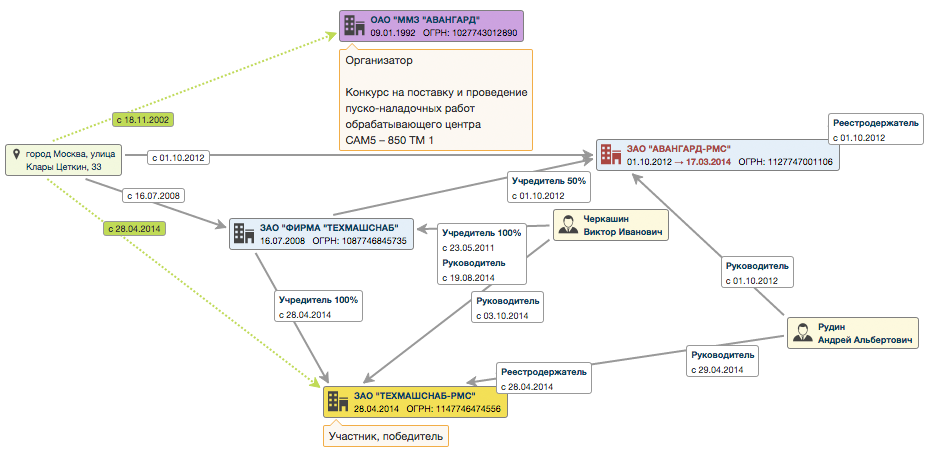 ОАО "ММЗ "АВАНГАРД"
09.01.1992 ОГРН: 1027743012890
Организатор
Конкурс на поставку и проведение
пуско-наладочных работ
обрабатывающего центра
САМ5 – 850 ТМ 1
с 18.11.2002
Реестродержатель
с 01.10.2012
город Москва, улица
Клары Цеткин, 33
с 01.10.2012
ЗАО "АВАНГАРД-РМС"
01.10.2012 → 17.03.2014 ОГРН: 1127747001106
Учредитель 50%
с 01.10.2012
с 16.07.2008
с 28.04.2014
ЗАО "ФИРМА "ТЕХМАШСНАБ"
16.07.2008 ОГРН: 1087746845735
Черкашин
Виктор Иванович
Учредитель 100%
с 23.05.2011
Руководитель
с 19.08.2014
Руководитель
с 01.10.2012
Учредитель 100%
с 28.04.2014
Руководитель
с 03.10.2014
Рудин
Андрей Альбертович
Руководитель
с 29.04.2014
Реестродержатель
с 28.04.2014
ЗАО "ТЕХМАШСНАБ-РМС"
28.04.2014 ОГРН: 1147746474556
Участник, победитель